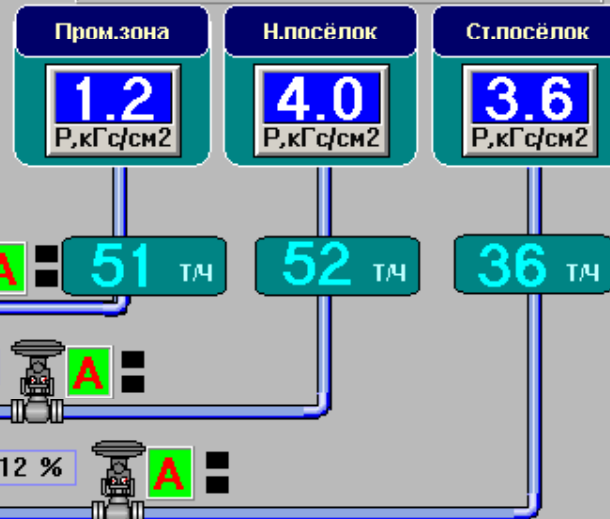 Пром.зона
Н.посёлок
Ст.посёлок
1.2
4.0
3.6
Р,кГс/см2
Р,кГс/см2
Р,кГс/см2
А
51 т/ч
52 т/ч
36 т/ч
А
12 %
А